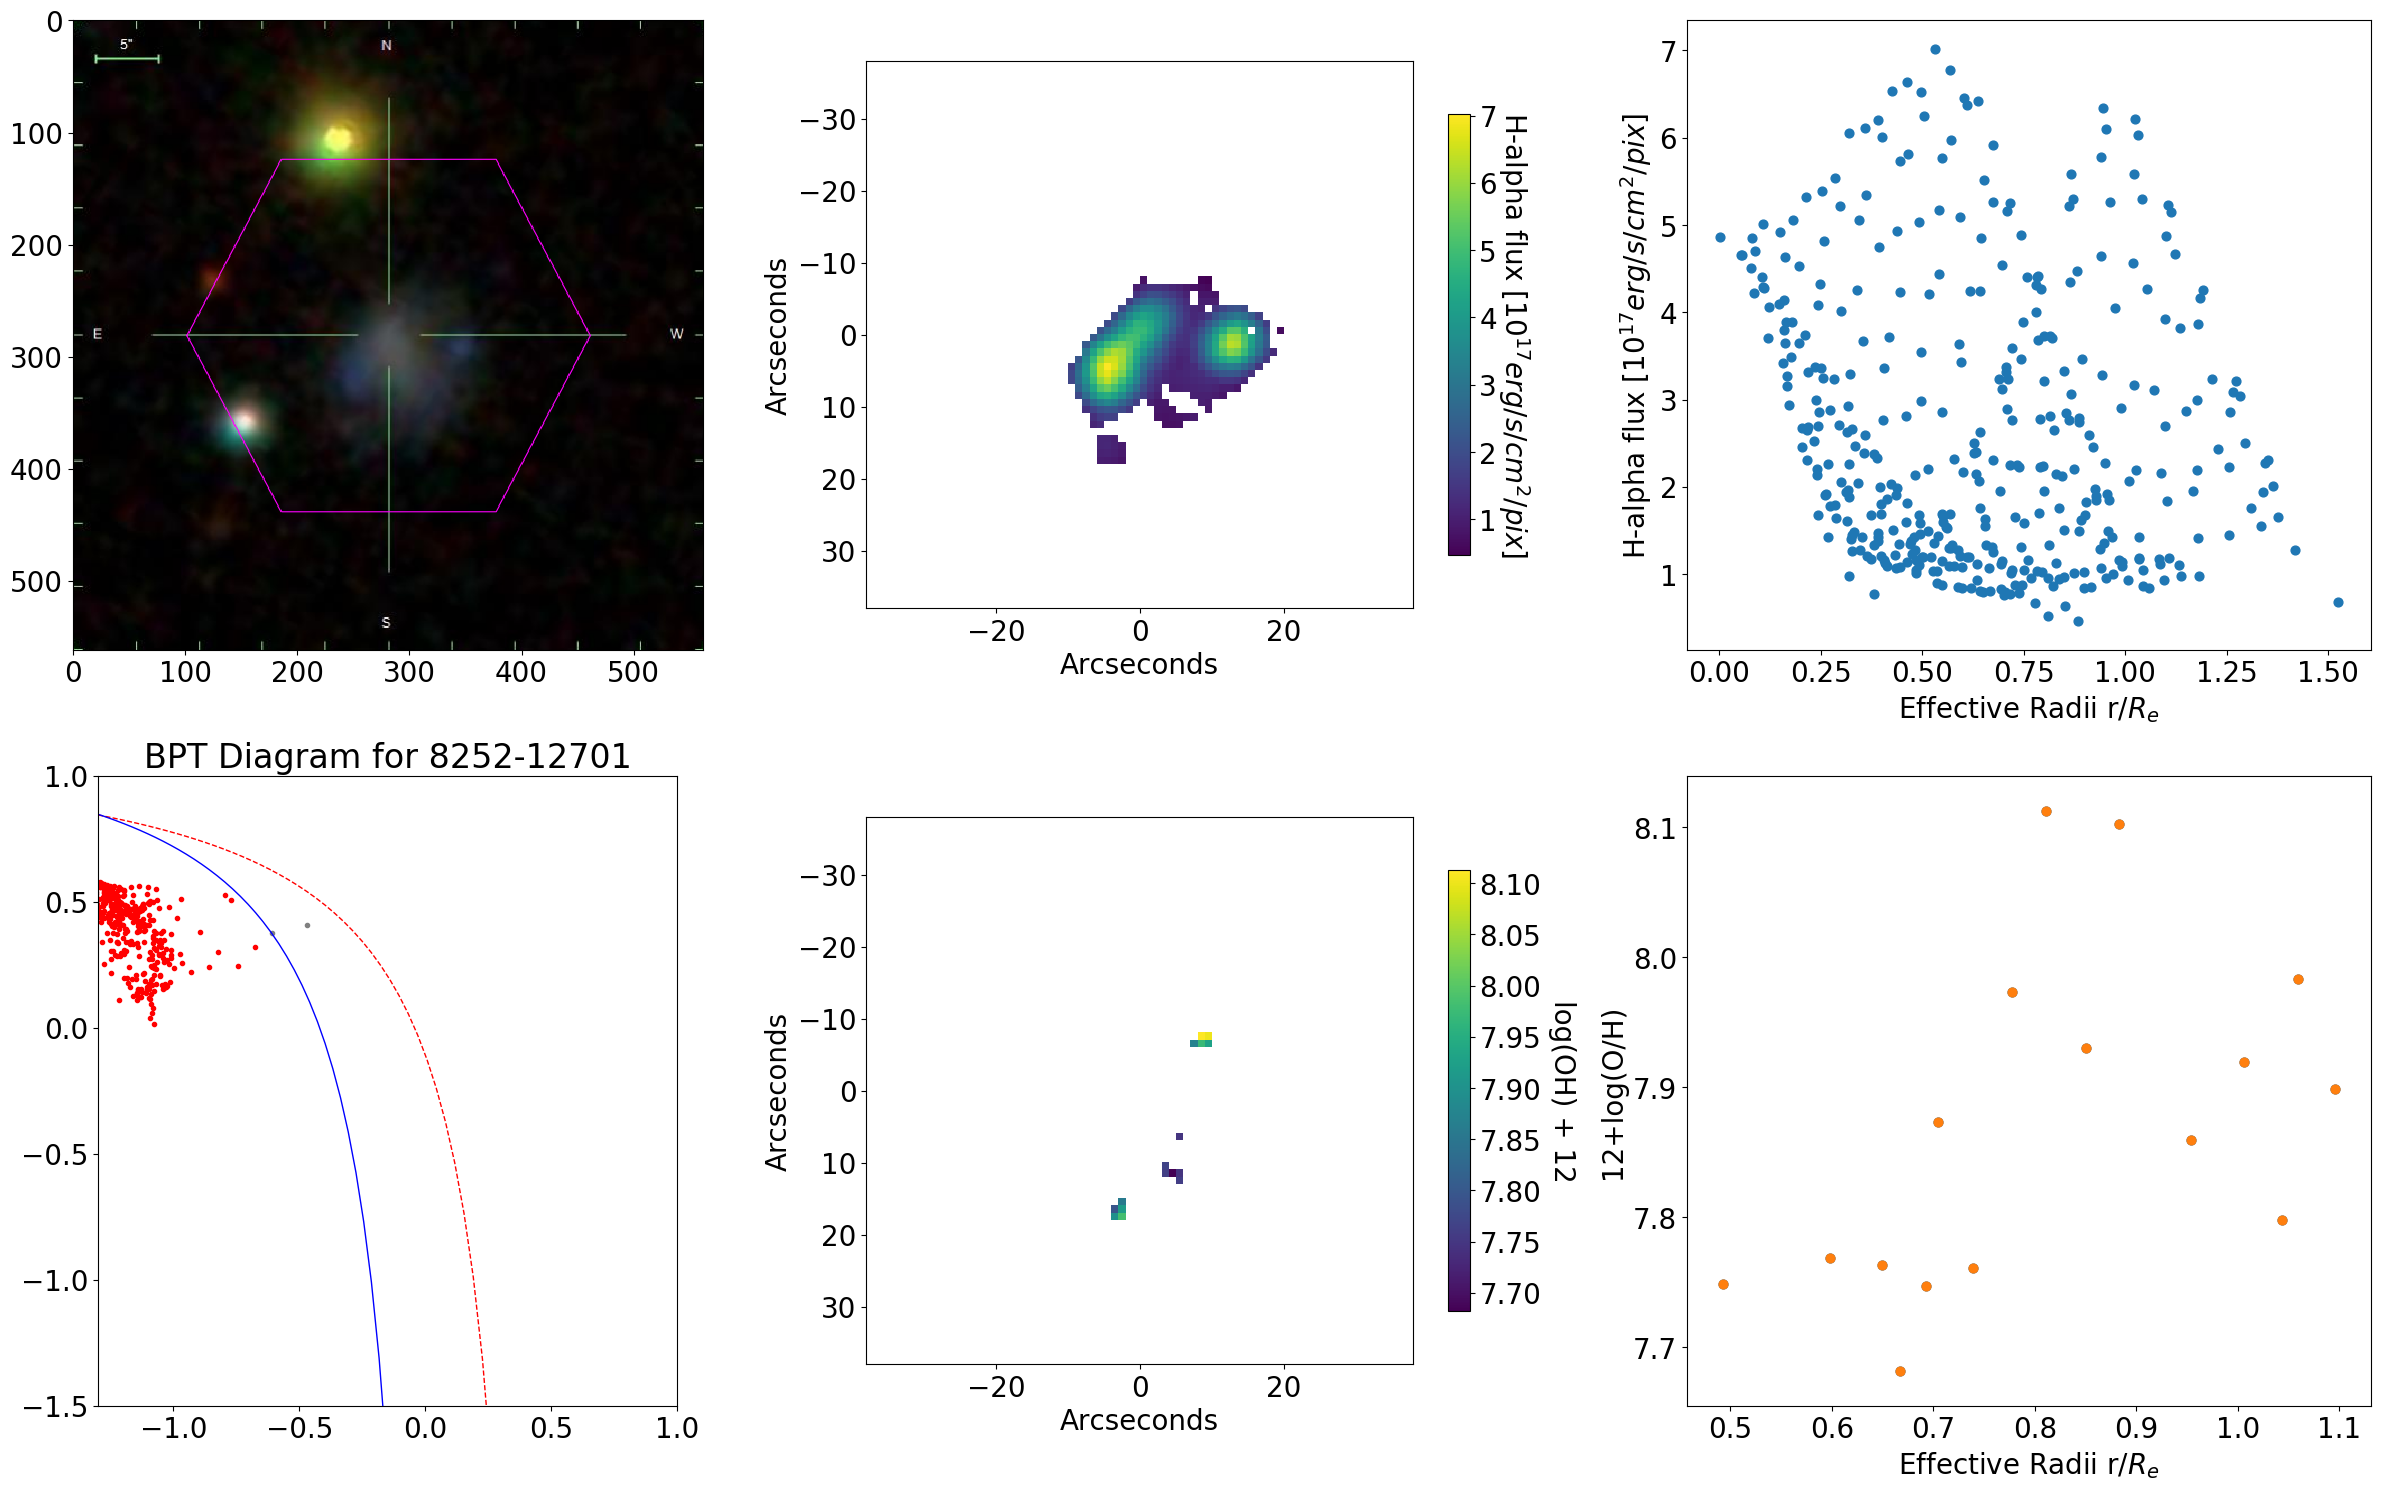 0
100
200
300
400
500
0 100 200 300 400 500
5"
N
E
W
S
−30
−20
−10
0
10
20
30
−20 0 20
Arcseconds
Arcseconds
7
6
5
4
3
2
1
H-alpha flux [10^17 erg/s/cm^2/pix]
7
6
5
4
3
2
1
H-alpha flux [10^17 erg/s/cm^2/pix]
0.00 0.25 0.50 0.75 1.00 1.25 1.50
Effective Radii r/R_e
BPT Diagram for 8252-12701
1.0
0.5
0.0
−0.5
−1.0
−1.5
−1.0 −0.5 0.0 0.5 1.0
−30
−20
−10
0
10
20
30
−20 0 20
Arcseconds
Arcseconds
8.10
8.05
8.00
7.95
7.90
7.85
7.80
7.75
7.70
log(OH) + 12
12+log(O/H)
8.1
8.0
7.9
7.8
7.7
0.5 0.6 0.7 0.8 0.9 1.0 1.1
Effective Radii r/R_e